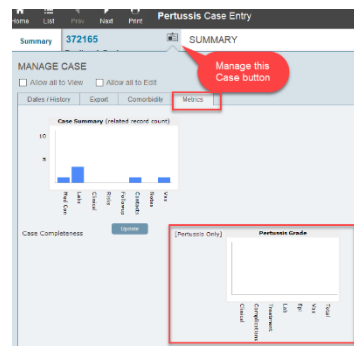 Home List Prev Next Print Pertussis Case Entry
Summary 372165 SUMMARY
Manage this
Case button
MANAGE CASE
Allow all to View Allow all to Edit
Dates / History Export Comorbidity Metrics
Case Summary (related record count)
10
5
Med Con
Labs
Clinical
Risks
Followup
Contacts
Notes
Vax
Case Completeness Update [Pertussis Only] Pertussis Grade
Clinical
Complications
Treatment
Lab
Epi
Vax
Total